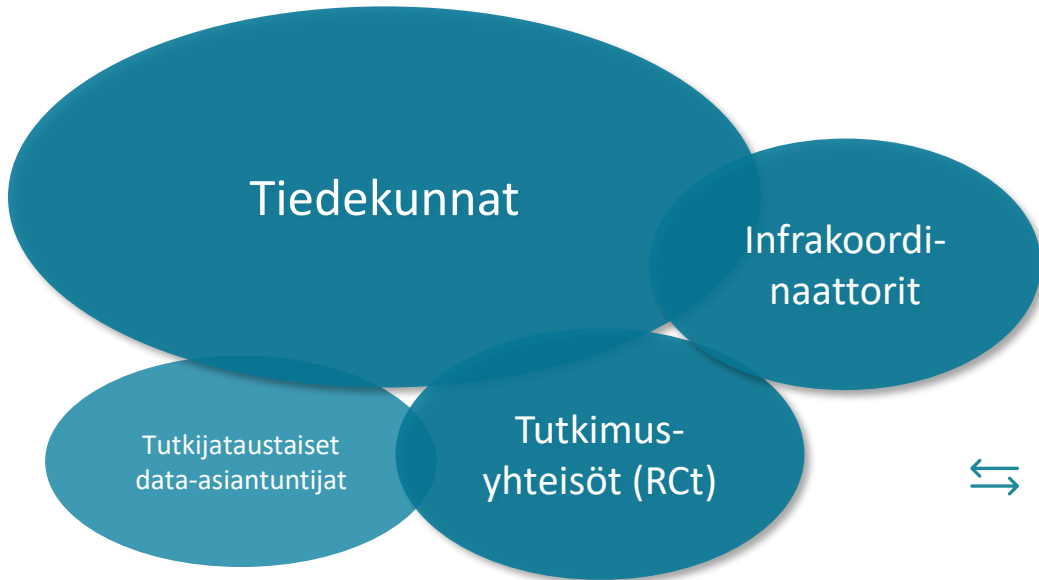 Tiedekunnat
Infrakoordi-
naattorit
Tutkijataustaiset
data-asiantuntijat
Tutkimus-
yhteisöt (RCt)